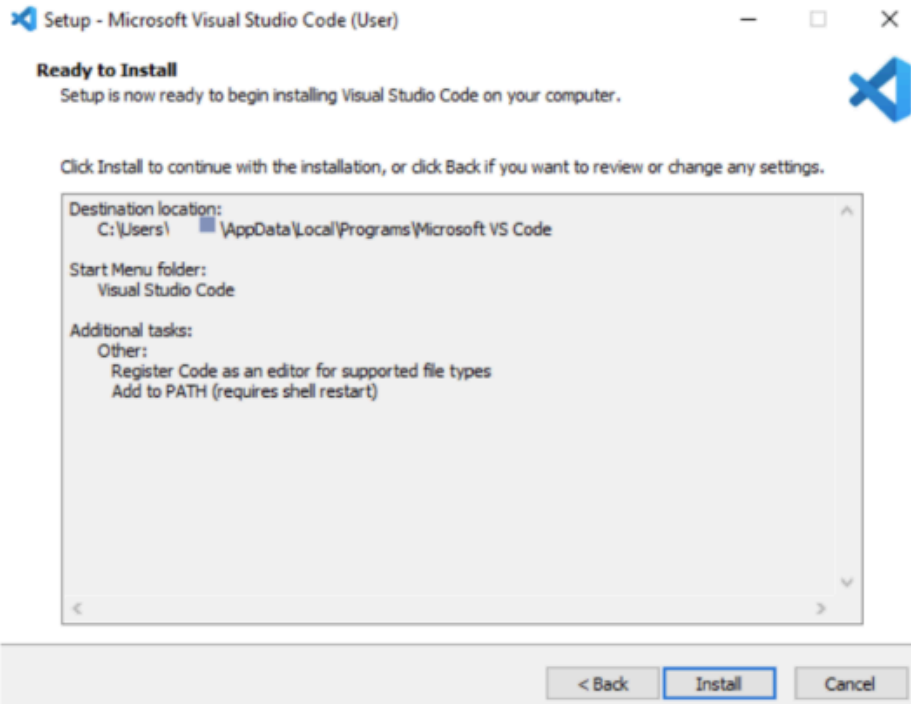 Setup - Microsoft Visual Studio Code (User)
Ready to Install
Setup is now ready to begin installing Visual Studio Code on your computer.
Click Install to continue with the installation, or click Back if you want to review or change any settings.
Destination location:
C:\Users\ \AppData\Local\Programs\Microsoft VS Code
Start Menu folder:
Visual Studio Code
Additional tasks:
Other:
Register Code as an editor for supported file types
Add to PATH (requires shell restart)
< Back Install Cancel